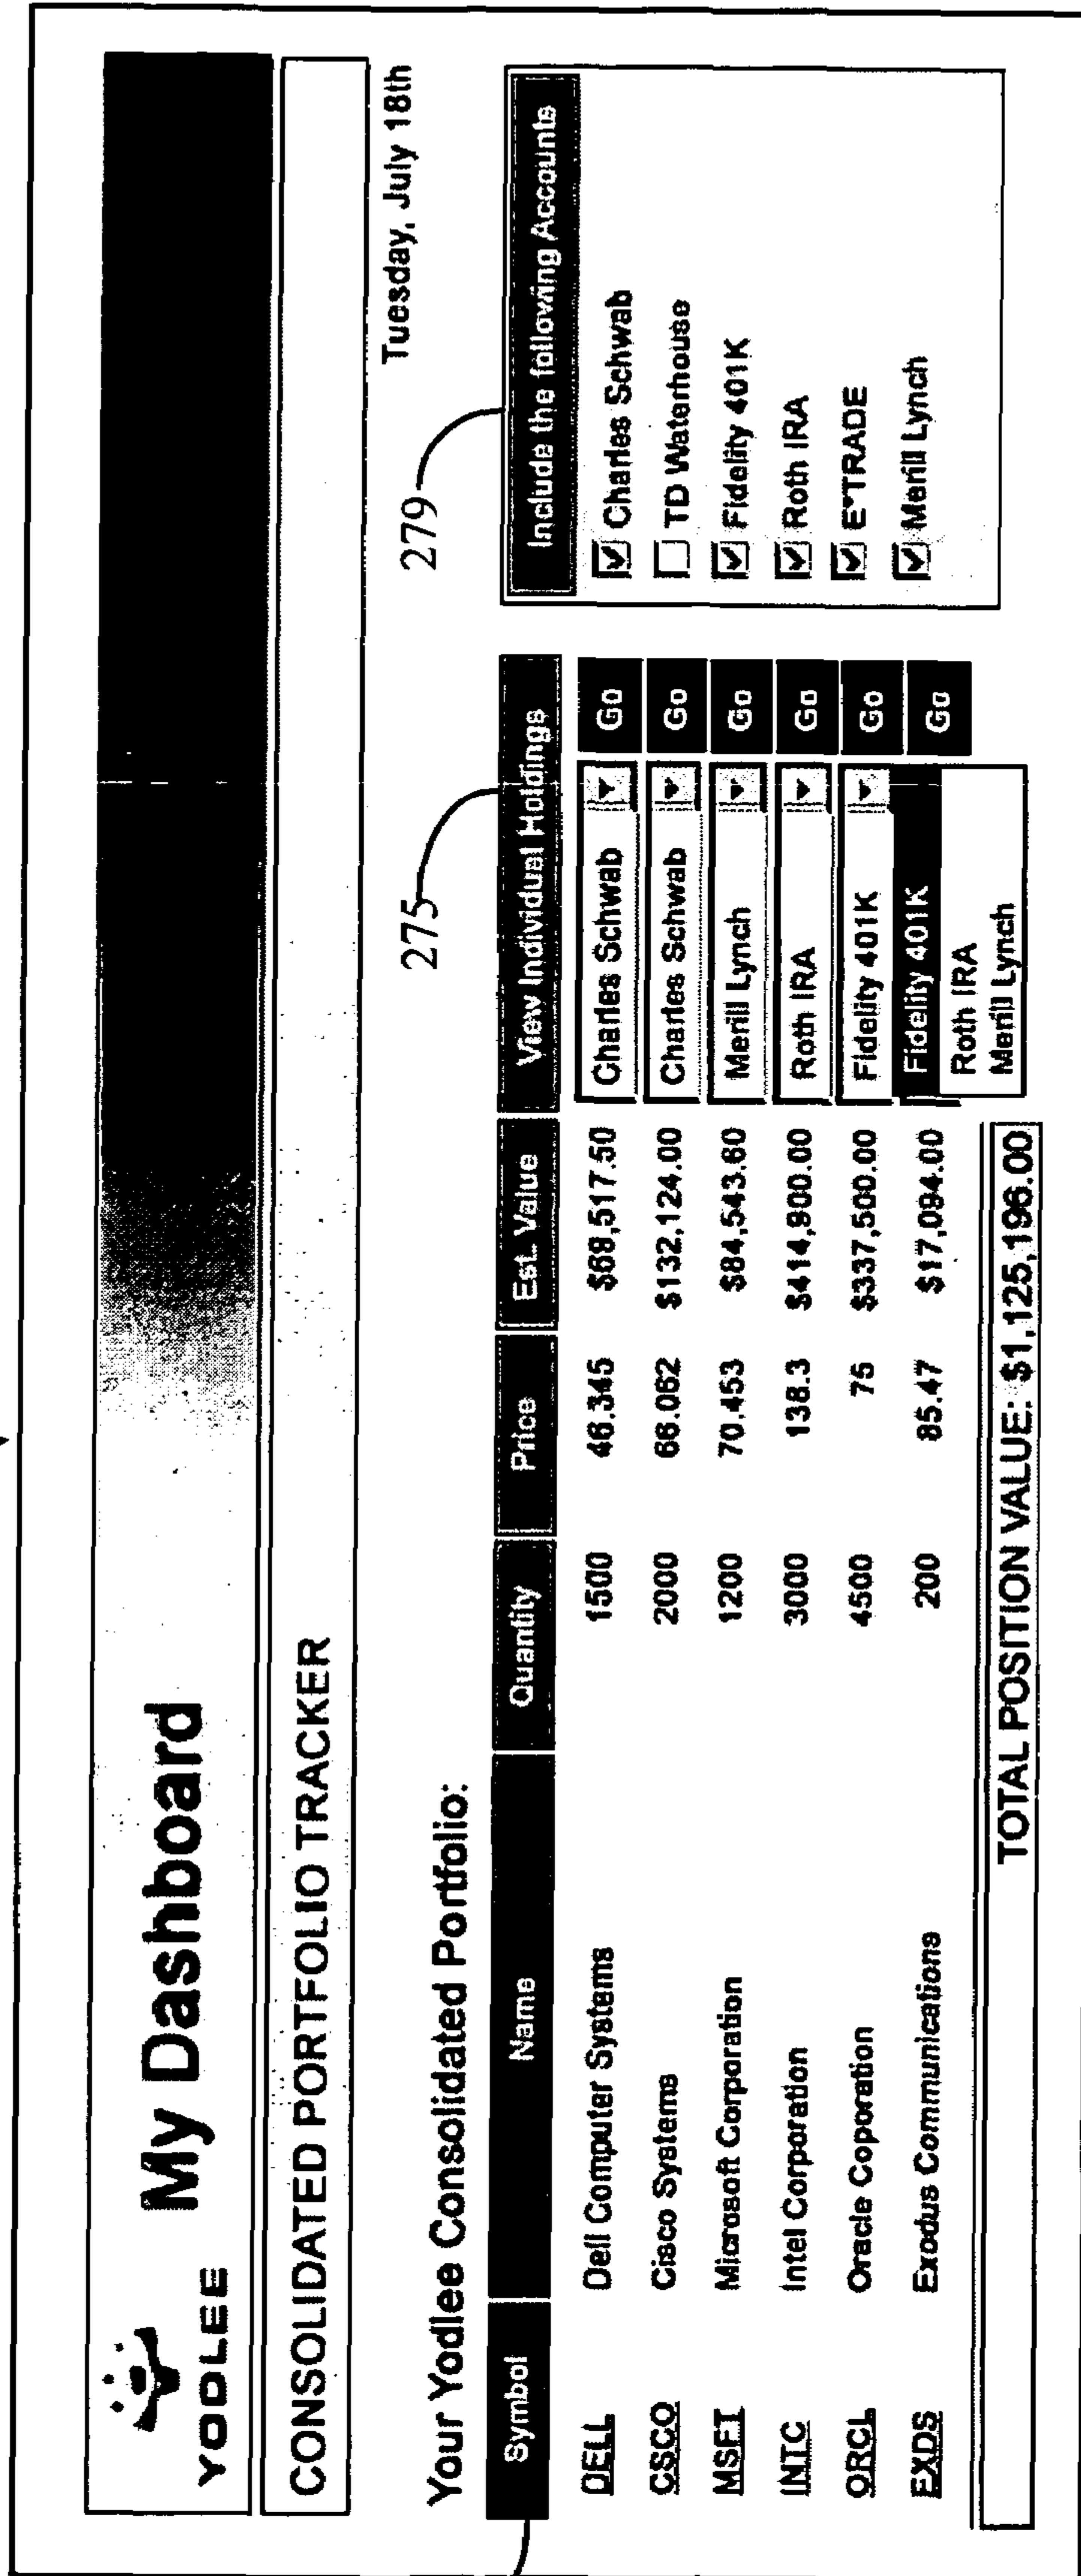 YODLEE My Dashboard
CONSOLIDATED PORTFOLIO TRACKER
Tuesday, July 18th
Your Yodlee Consolidated Portfolio:
275
279
Symbol Name Quantity Price Est. Value View Individual Holdings Include the following Accounts
DELL Dell Computer Systems 1500 46.345 $69,517.50 Charles Schwab Go Charles Schwab
CSCO Cisco Systems 2000 66.062 $132,124.00 Charles Schwab Go TD Waterhouse
MSFT Microsoft Corporation 1200 70.453 $84,543.60 Merill Lynch Go Fidelity 401K
INTC Intel Corporation 3000 138.3 $414,900.00 Roth IRA Go Roth IRA
ORCL Oracle Coporation 4500 75 $337,500.00 Fidelity 401K Go E*TRADE
EXDS Exodus Communications 200 85.47 $17,094.00 Fidelity 401K Go Merill Lynch
Roth IRA
Merill Lynch
TOTAL POSITION VALUE: $1,125,196.00